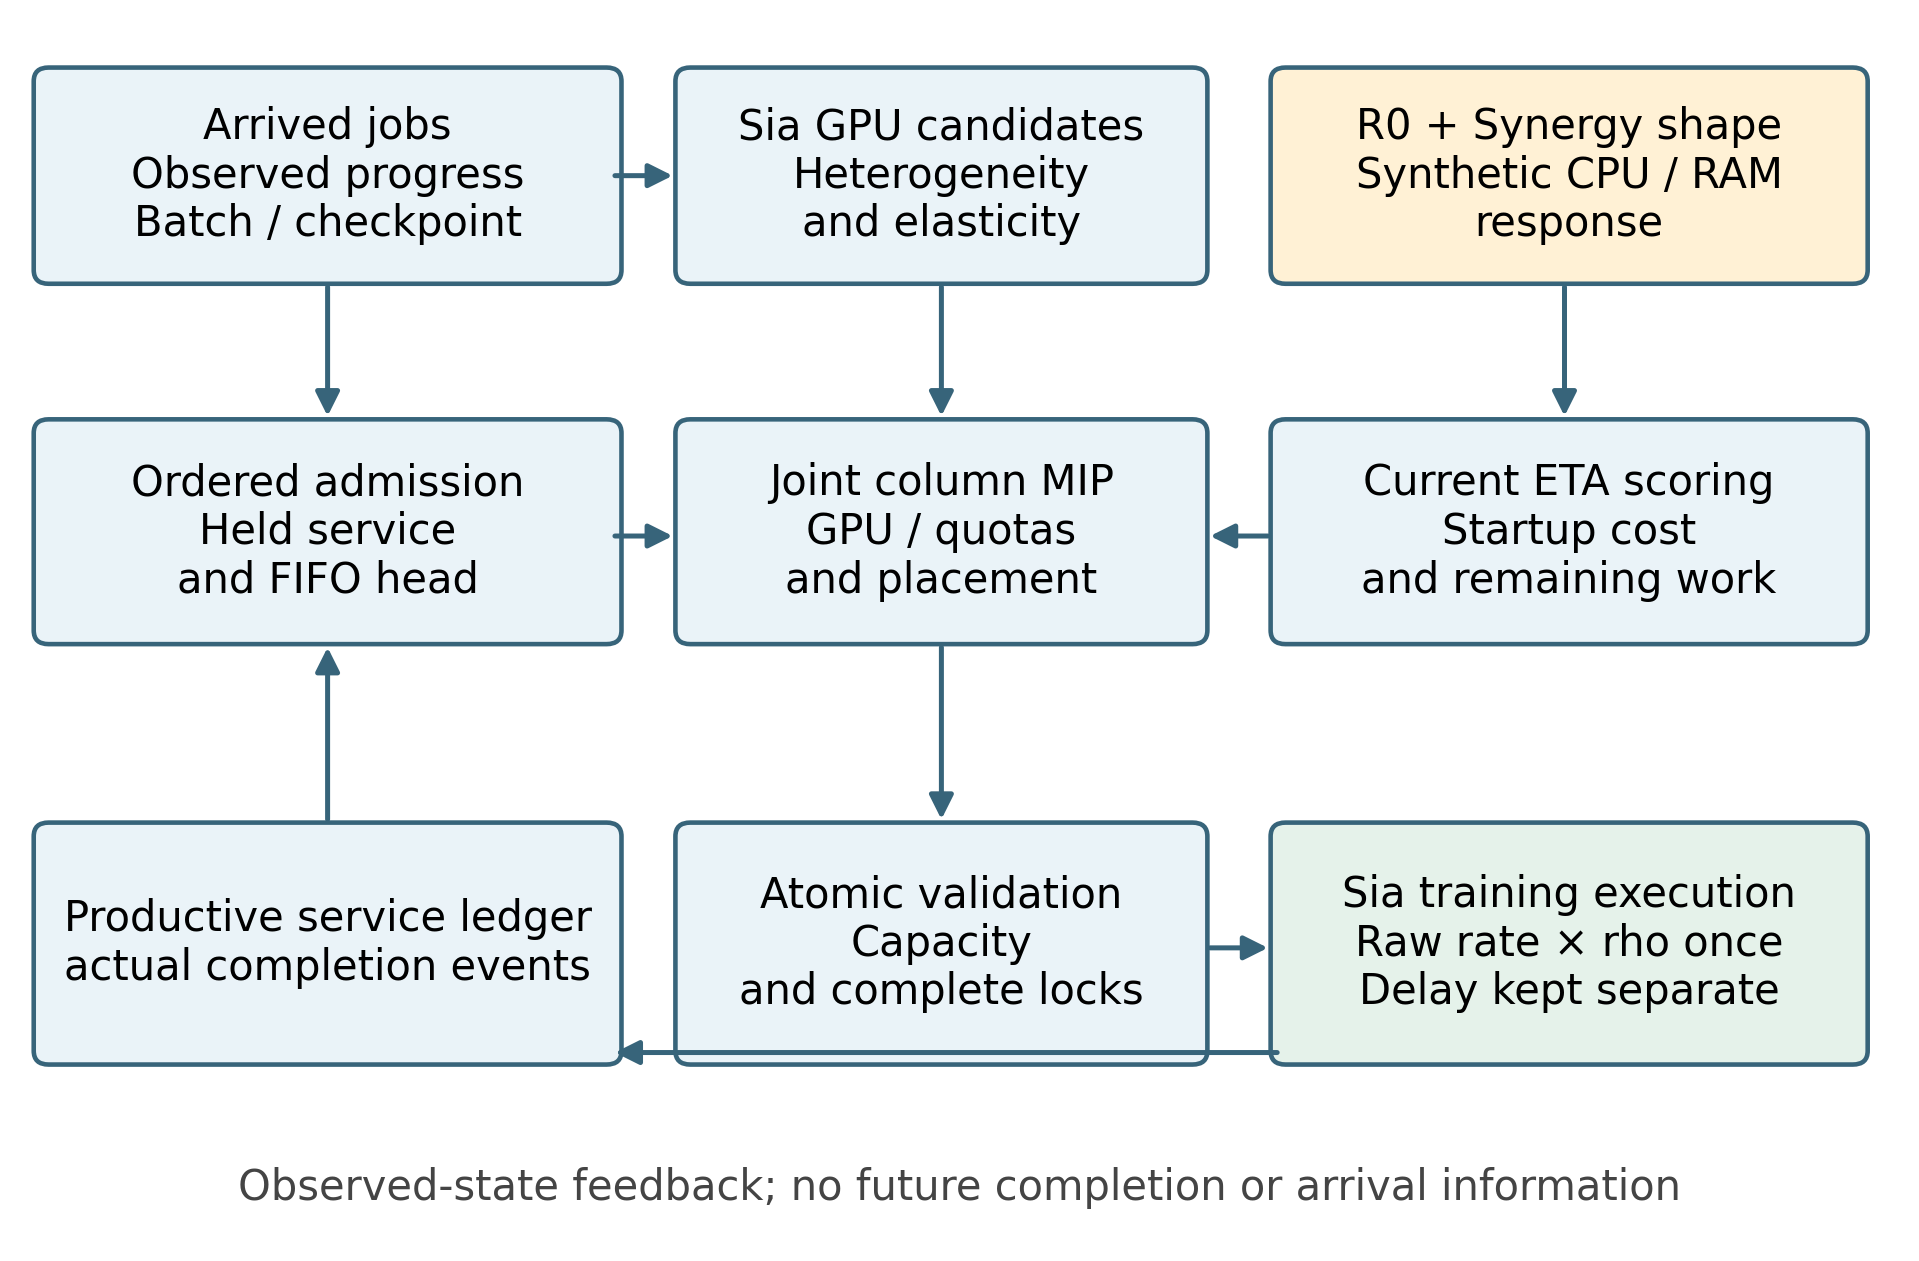 Arrived jobs
Observed progress
Batch / checkpoint
Sia GPU candidates
Heterogeneity
and elasticity
R0 + Synergy shape
Synthetic CPU / RAM
response
Ordered admission
Held service
and FIFO head
Joint column MIP
GPU / quotas
and placement
Current ETA scoring
Startup cost
and remaining work
Productive service ledger
actual completion events
Atomic validation
Capacity
and complete locks
Sia training execution
Raw rate × rho once
Delay kept separate
Observed-state feedback; no future completion or arrival information